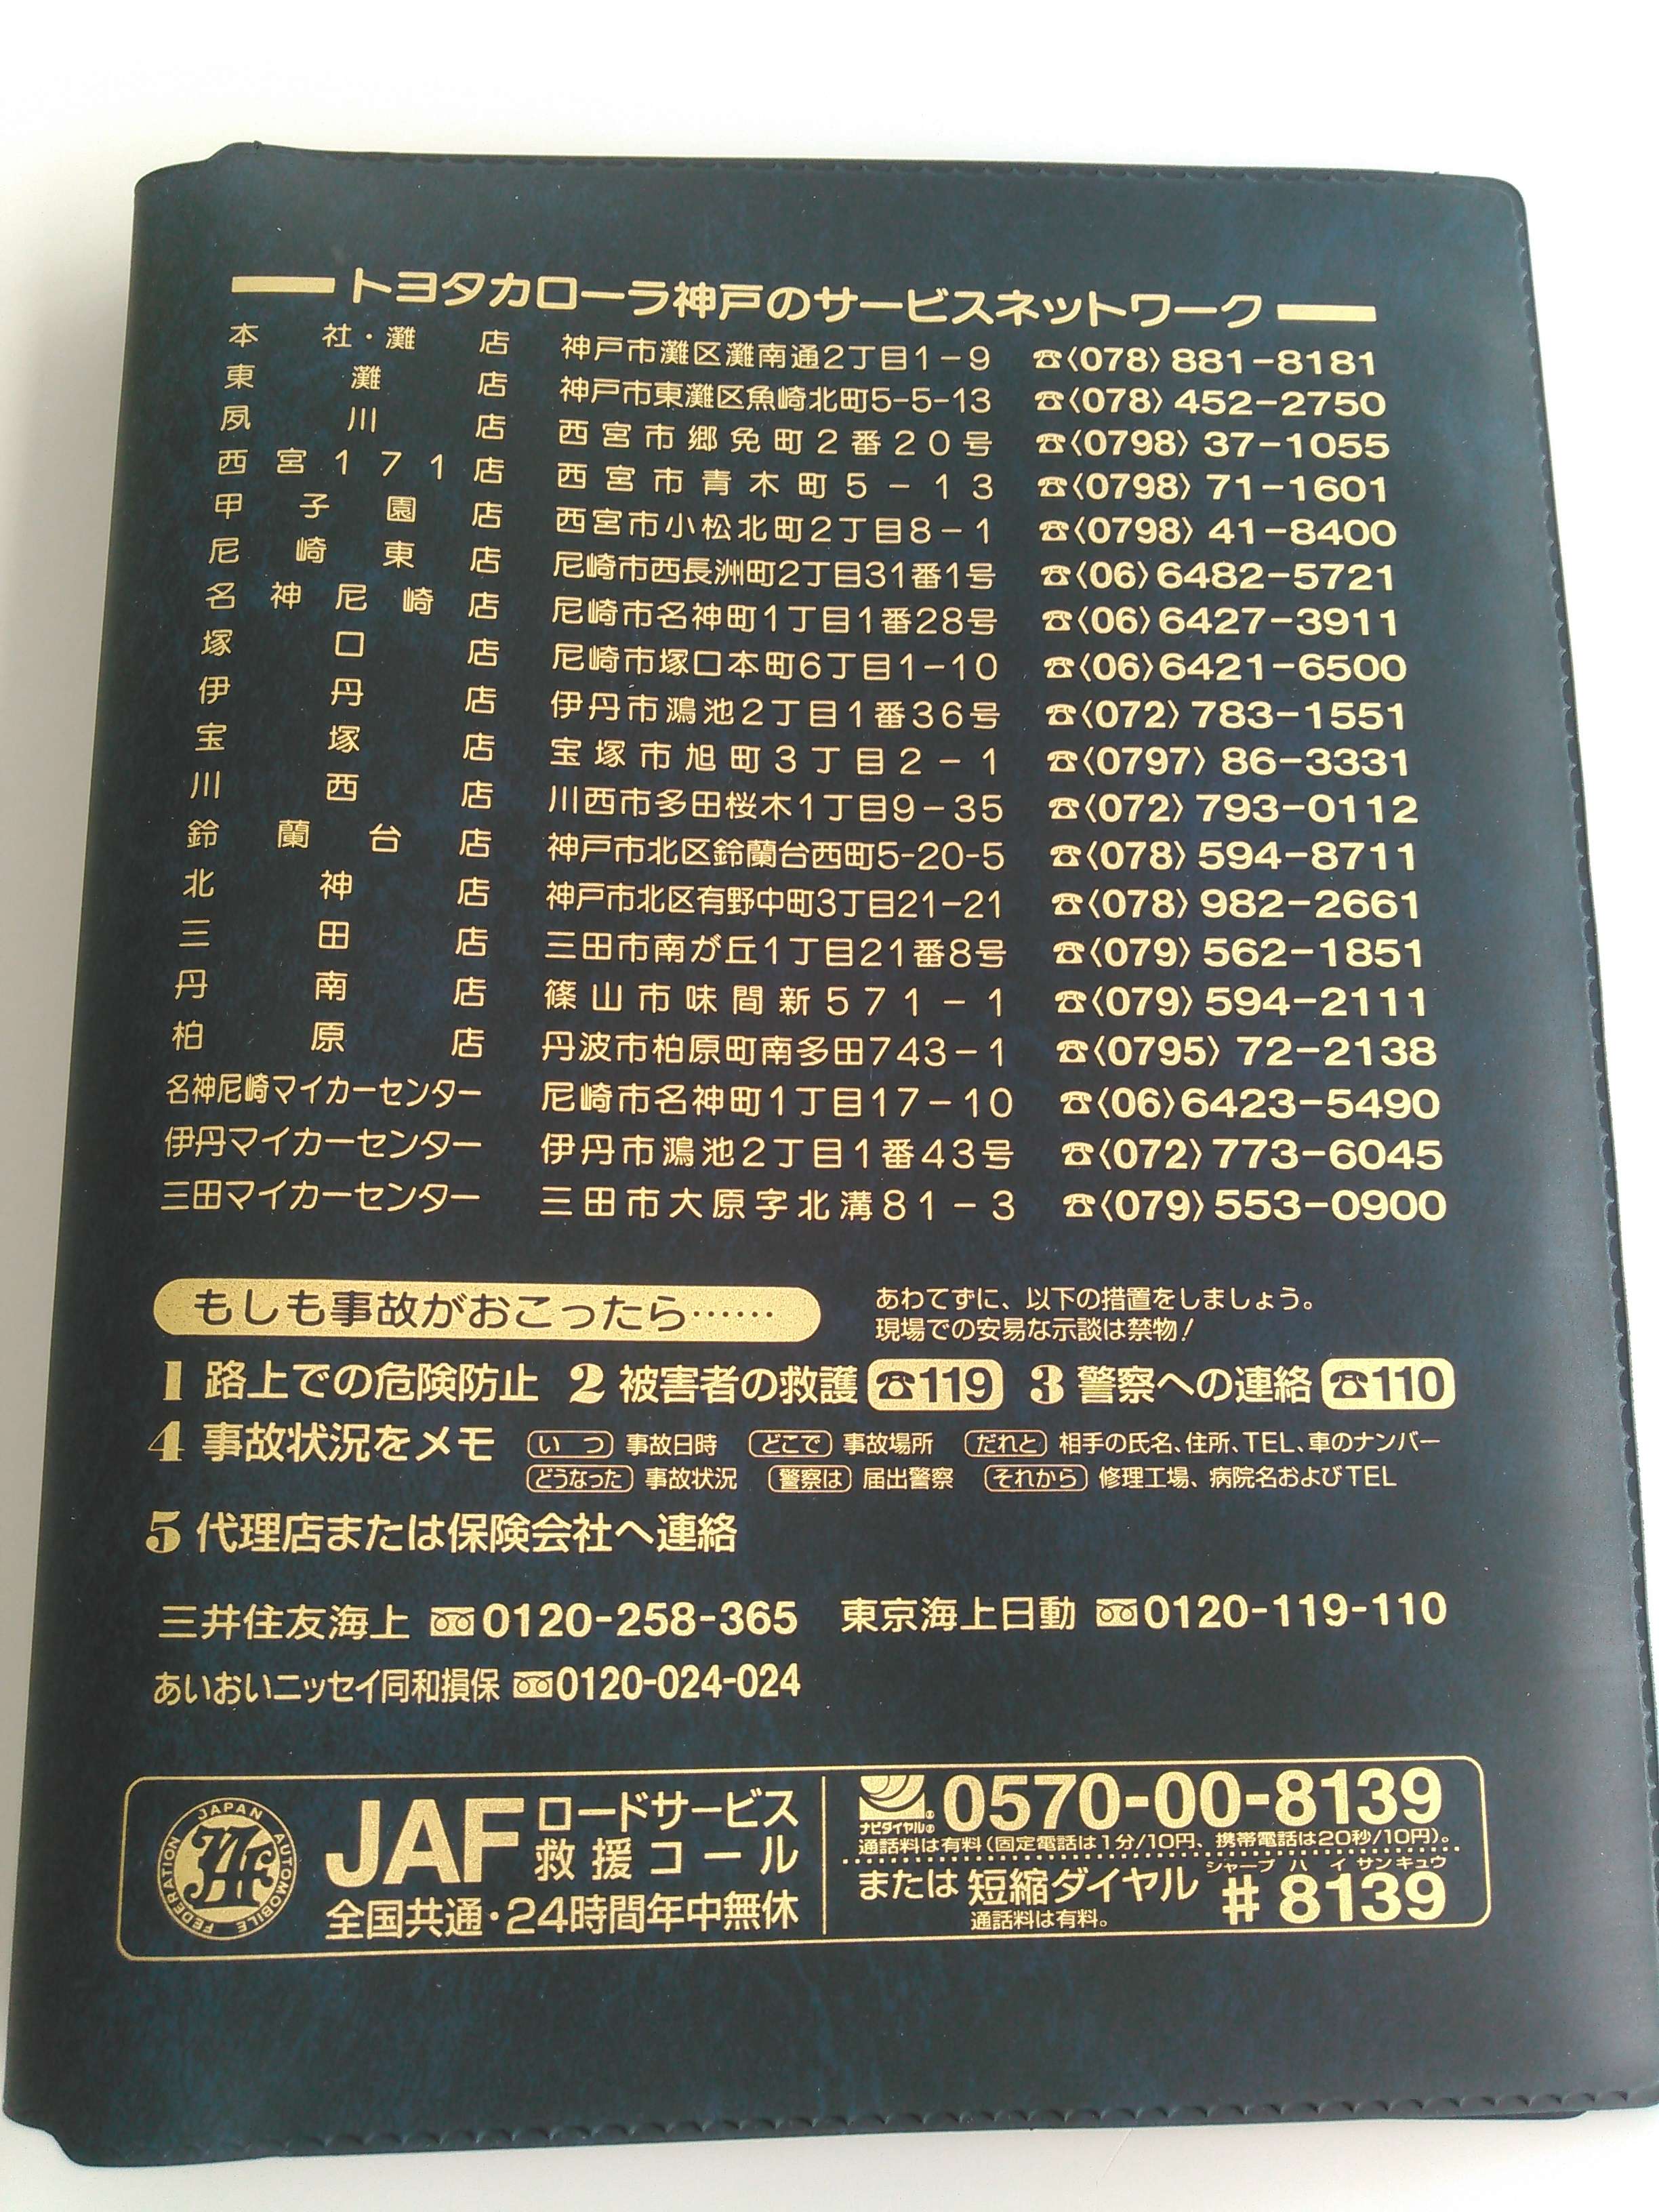 トヨタカローラ神戸のサービスネットワーク
本社・灘店 神戸市灘区灘南通2丁目1-9 ☎〈078〉881-8181
東灘店 神戸市東灘区魚崎北町5-5-13 ☎〈078〉452-2750
夙川店 西宮市郷免町2番20号 ☎〈0798〉37-1055
西宮171店 西宮市青木町5-13 ☎〈0798〉71-1601
甲子園店 西宮市小松北町2丁目8-1 ☎〈0798〉41-8400
尼崎東店 尼崎市西長洲町2丁目31番1号 ☎〈06〉6482-5721
名神尼崎店 尼崎市名神町1丁目1番28号 ☎〈06〉6427-3911
塚口店 尼崎市塚口本町6丁目1-10 ☎〈06〉6421-6500
伊丹店 伊丹市鴻池2丁目1番36号 ☎〈072〉783-1551
宝塚店 宝塚市旭町3丁目2-1 ☎〈0797〉86-3331
川西店 川西市多田桜木1丁目9-35 ☎〈072〉793-0112
鈴蘭台店 神戸市北区鈴蘭台西町5-20-5 ☎〈078〉594-8711
北神店 神戸市北区有野中町3丁目21-21 ☎〈078〉982-2661
三田店 三田市南が丘1丁目21番8号 ☎〈079〉562-1851
丹南店 篠山市味間新571-1 ☎〈079〉594-2111
柏原店 丹波市柏原町南多田743-1 ☎〈0795〉72-2138
名神尼崎マイカーセンター 尼崎市名神町1丁目17-10 ☎〈06〉6423-5490
伊丹マイカーセンター 伊丹市鴻池2丁目1番43号 ☎〈072〉773-6045
三田マイカーセンター 三田市大原字北溝81-3 ☎〈079〉553-0900
もしも事故がおこったら……
あわてずに、以下の措置をしましょう。
現場での安易な示談は禁物!
1 路上での危険防止 2 被害者の救護 ☎119 3 警察への連絡 ☎110
4 事故状況をメモ いつ 事故日時 どこで 事故場所 だれと 相手の氏名、住所、TEL、車のナンバー
どうなった 事故状況 警察は 届出警察 それから 修理工場、病院名およびTEL
5 代理店または保険会社へ連絡
三井住友海上 0120-258-365 東京海上日動 0120-119-110
あいおいニッセイ同和損保 0120-024-024
JAPAN AUTOMOBILE FEDERATION
JAF
ロードサービス
救援コール
全国共通・24時間年中無休
ナビダイヤル® 0570-00-8139
通話料は有料(固定電話は1分/10円、携帯電話は20秒/10円)。
シャープ ハ イ サンキュウ
または 短縮ダイヤル #8139
通話料は有料。